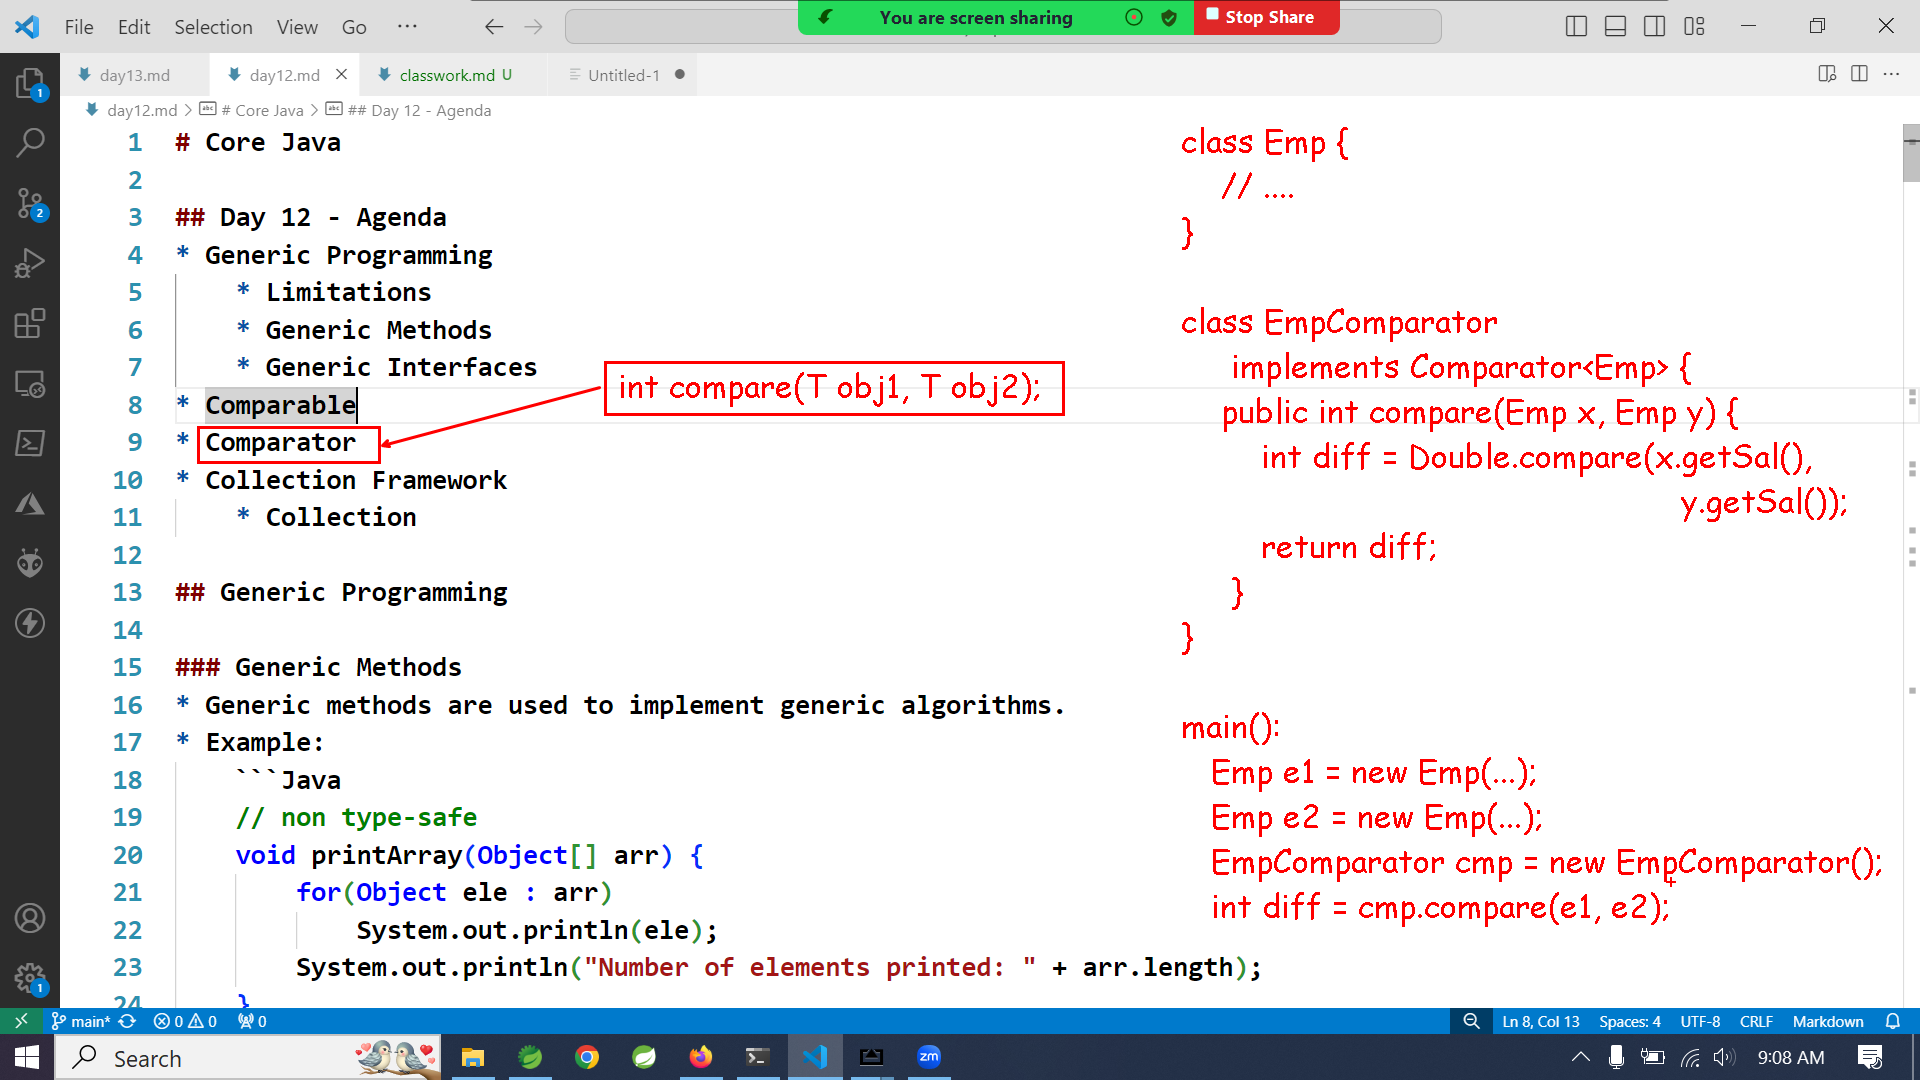 File Edit Selection View Go ···
You are screen sharing
Stop Share
day13.md
day12.md
classwork.md U
Untitled-1
day12.md > # Core Java > ## Day 12 - Agenda
1 # Core Java
2
3 ## Day 12 - Agenda
4 * Generic Programming
5 * Limitations
6 * Generic Methods
7 * Generic Interfaces
8 * Comparable
9 * Comparator
10 * Collection Framework
11 * Collection
12
13 ## Generic Programming
14
15 ### Generic Methods
16 * Generic methods are used to implement generic algorithms.
17 * Example:
18 ```Java
19 // non type-safe
20 void printArray(Object[] arr) {
21 for(Object ele : arr)
22 System.out.println(ele);
23 System.out.println("Number of elements printed: " + arr.length);
24 }
int compare(T obj1, T obj2);
class Emp {
// ....
}
class EmpComparator
implements Comparator<Emp> {
public int compare(Emp x, Emp y) {
int diff = Double.compare(x.getSal(),
y.getSal());
return diff;
}
}
main():
Emp e1 = new Emp(...);
Emp e2 = new Emp(...);
EmpComparator cmp = new EmpComparator();
int diff = cmp.compare(e1, e2);
1
2
1
main* 0 0 0
Ln 8, Col 13 Spaces: 4 UTF-8 CRLF Markdown
Search
zm
9:08 AM